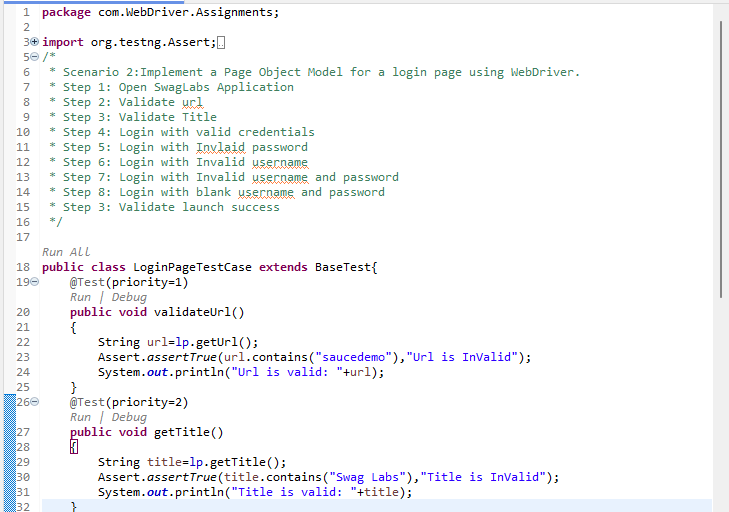 1 package com.WebDriver.Assignments;
2
3 import org.testng.Assert;
5 /*
6 * Scenario 2:Implement a Page Object Model for a login page using WebDriver.
7 * Step 1: Open SwagLabs Application
8 * Step 2: Validate url
9 * Step 3: Validate Title
10 * Step 4: Login with valid credentials
11 * Step 5: Login with Invlaid password
12 * Step 6: Login with Invalid username
13 * Step 7: Login with Invalid username and password
14 * Step 8: Login with blank username and password
15 * Step 3: Validate launch success
16 */
17
Run All
18 public class LoginPageTestCase extends BaseTest{
19 @Test(priority=1)
Run | Debug
20 public void validateUrl()
21 {
22 String url=lp.getUrl();
23 Assert.assertTrue(url.contains("saucedemo"),"Url is InValid");
24 System.out.println("Url is valid: "+url);
25 }
26 @Test(priority=2)
Run | Debug
27 public void getTitle()
28 {
29 String title=lp.getTitle();
30 Assert.assertTrue(title.contains("Swag Labs"),"Title is InValid");
31 System.out.println("Title is valid: "+title);
32 }